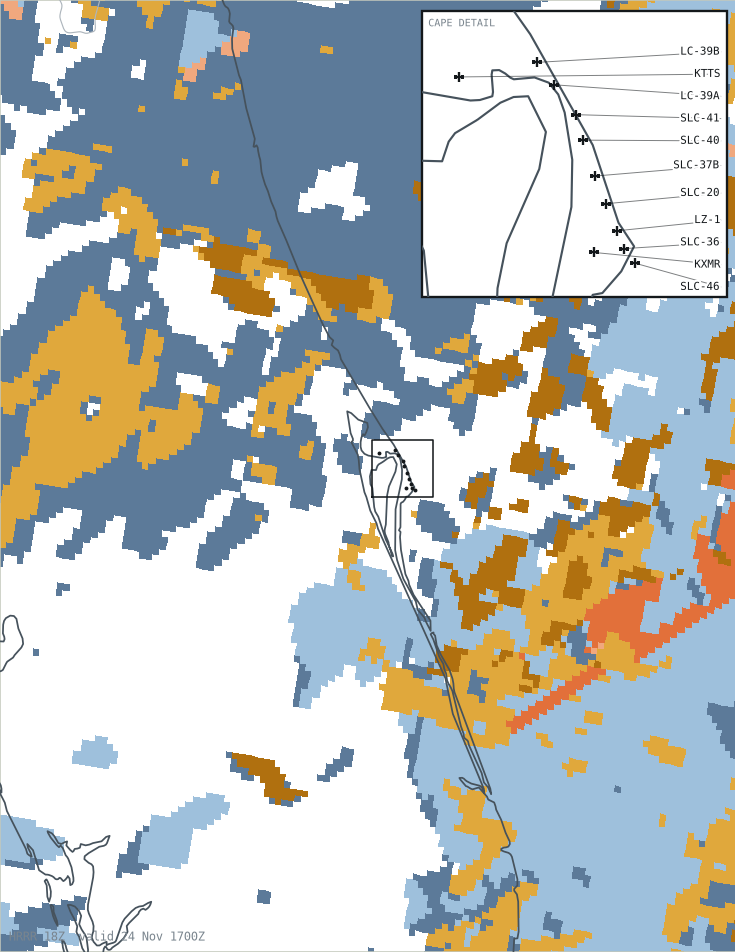 CAPE DETAIL
LC-39B
KTTS
LC-39A
SLC-41
SLC-40
SLC-37B
SLC-20
LZ-1
SLC-36
KXMR
SLC-46
18Z valid 24 Nov 1700Z